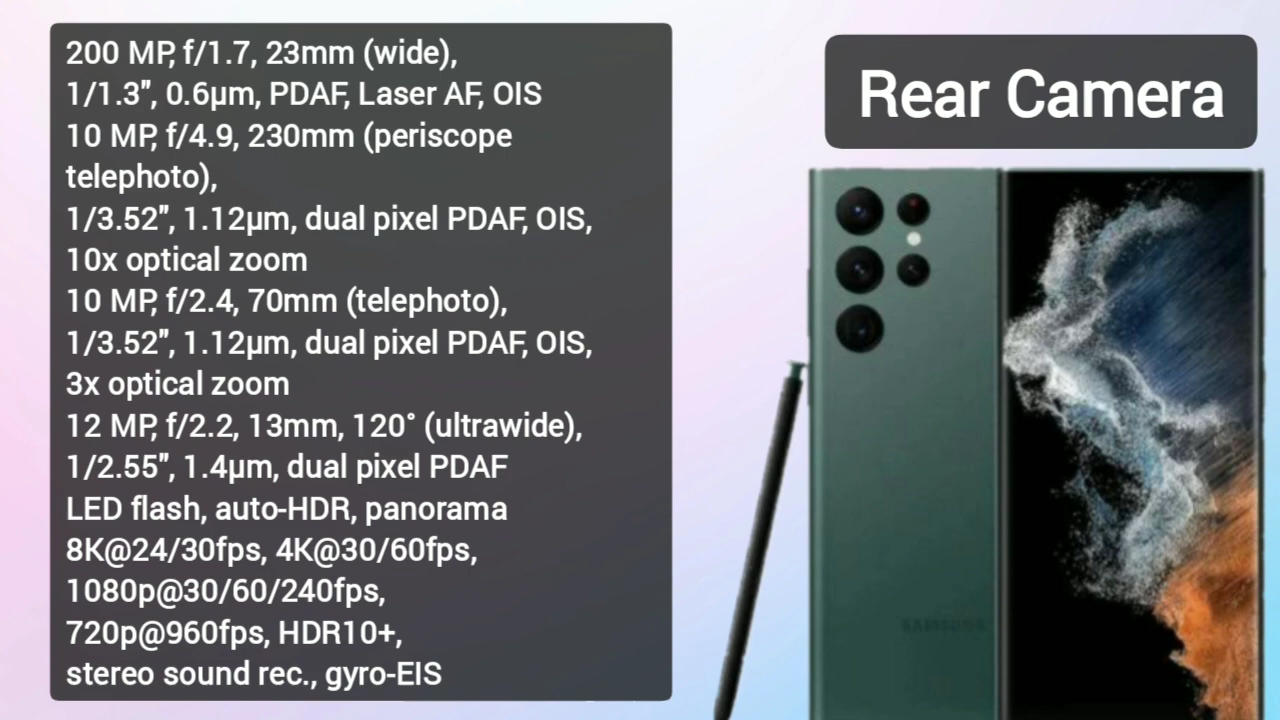 200 MP, f/1.7, 23mm (wide),
1/1.3", 0.6µm, PDAF, Laser AF, OIS
10 MP, f/4.9, 230mm (periscope
telephoto),
1/3.52", 1.12µm, dual pixel PDAF, OIS,
10x optical zoom
10 MP, f/2.4, 70mm (telephoto),
1/3.52", 1.12µm, dual pixel PDAF, OIS,
3x optical zoom
12 MP, f/2.2, 13mm, 120° (ultrawide),
1/2.55", 1.4µm, dual pixel PDAF
LED flash, auto-HDR, panorama
8K@24/30fps, 4K@30/60fps,
1080p@30/60/240fps,
720p@960fps, HDR10+,
stereo sound rec., gyro-EIS
Rear Camera
SAMSUNG